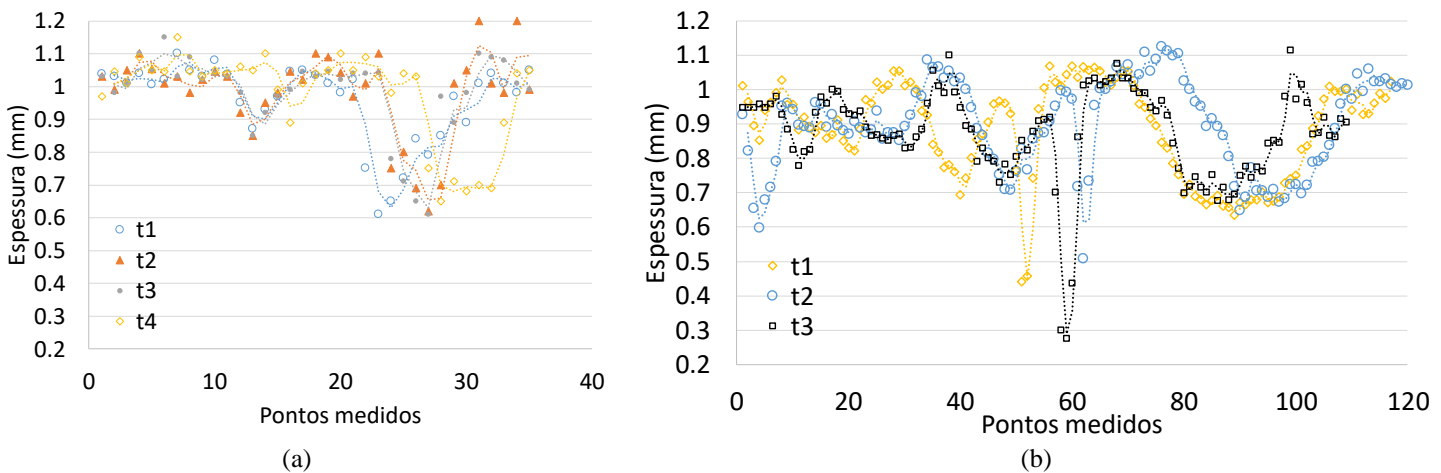 1.2
1.1
1
0.9
0.8
0.7
0.6
0.5
0.4
0.3
0.2
Espessura (mm)
t1
t2
t3
t4
0 10 20 30 40
Pontos medidos
(a)
1.2
1.1
1
0.9
0.8
0.7
0.6
0.5
0.4
0.3
0.2
Espessura (mm)
t1
t2
t3
0 20 40 60 80 100 120
Pontos medidos
(b)